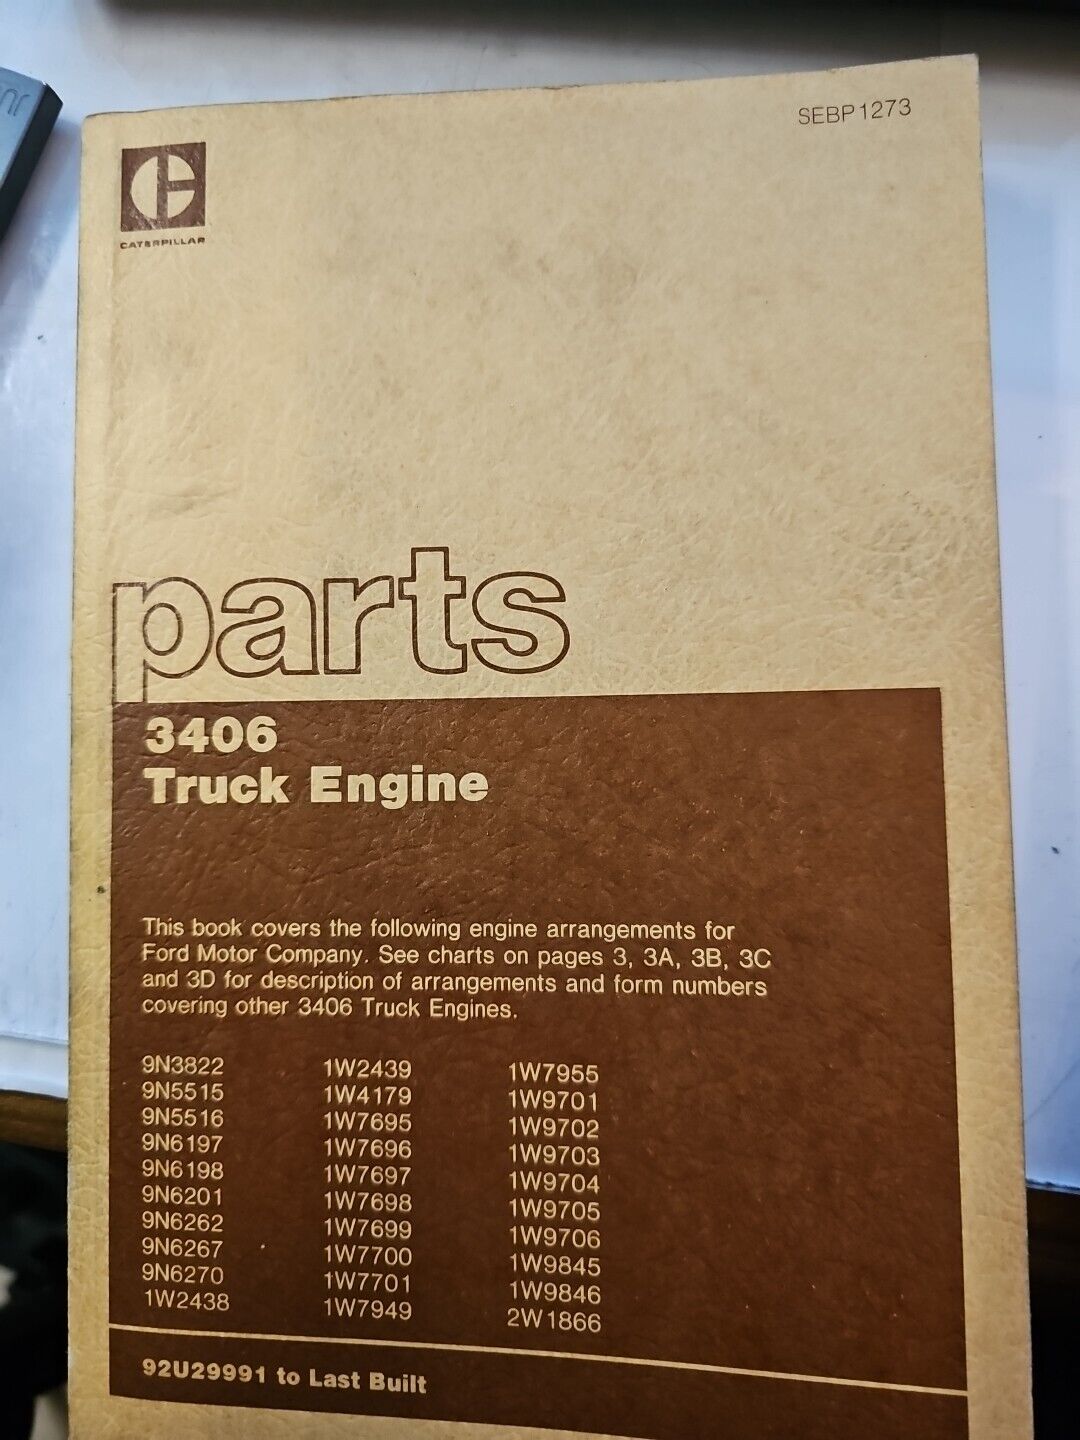 SEBP1273
CATERPILLAR
parts
3406
Truck Engine
This book covers the following engine arrangements for
Ford Motor Company. See charts on pages 3, 3A, 3B, 3C
and 3D for description of arrangements and form numbers
covering other 3406 Truck Engines.
9N3822
9N5515
9N5516
9N6197
9N6198
9N6201
9N6262
9N6267
9N6270
1W2438
1W2439
1W4179
1W7695
1W7696
1W7697
1W7698
1W7699
1W7700
1W7701
1W7949
1W7955
1W9701
1W9702
1W9703
1W9704
1W9705
1W9706
1W9845
1W9846
2W1866
92U29991 to Last Built